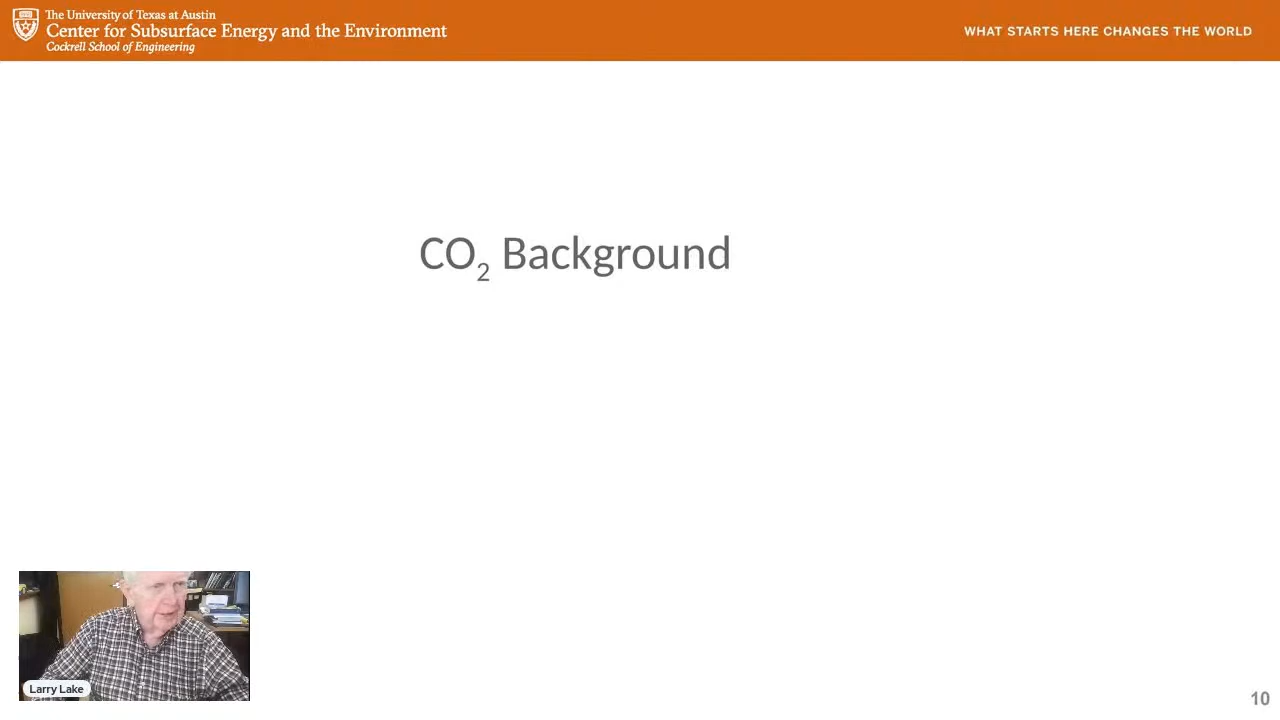 The University of Texas at Austin
Center for Subsurface Energy and the Environment
Cockrell School of Engineering
WHAT STARTS HERE CHANGES THE WORLD
CO₂ Background
Larry Lake
10